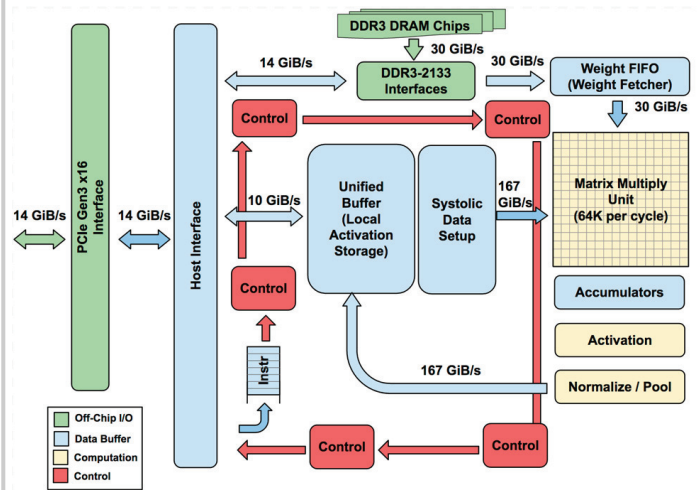 DDR3 DRAM Chips
30 GiB/s
14 GiB/s
DDR3-2133
Interfaces
30 GiB/s
Weight FIFO
(Weight Fetcher)
30 GiB/s
Control
Control
Matrix Multiply
Unit
(64K per cycle)
14 GiB/s
PCIe Gen3 x16
Interface
14 GiB/s
Host Interface
10 GiB/s
Unified
Buffer
(Local
Activation
Storage)
Systolic
Data
Setup
167
GiB/s
Control
Accumulators
Activation
Normalize / Pool
Instr
167 GiB/s
Control
Control
Off-Chip I/O
Data Buffer
Computation
Control